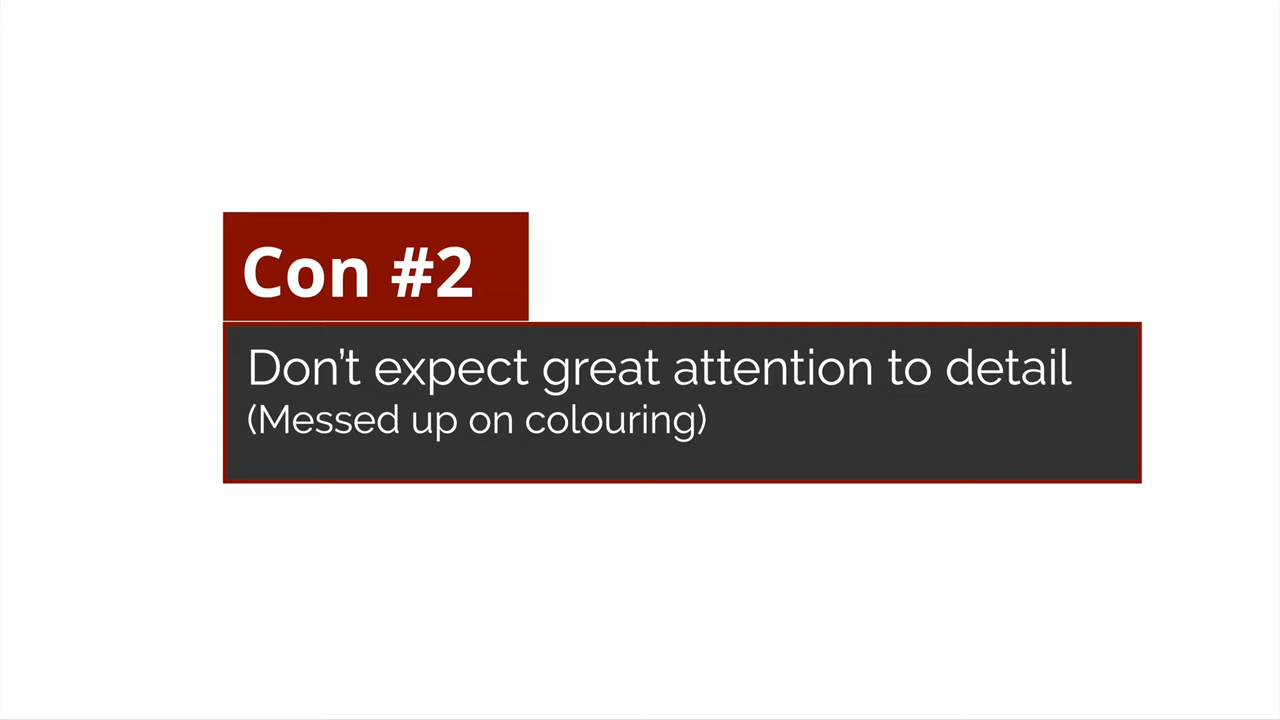 Con #2
Don’t expect great attention to detail
(Messed up on colouring)